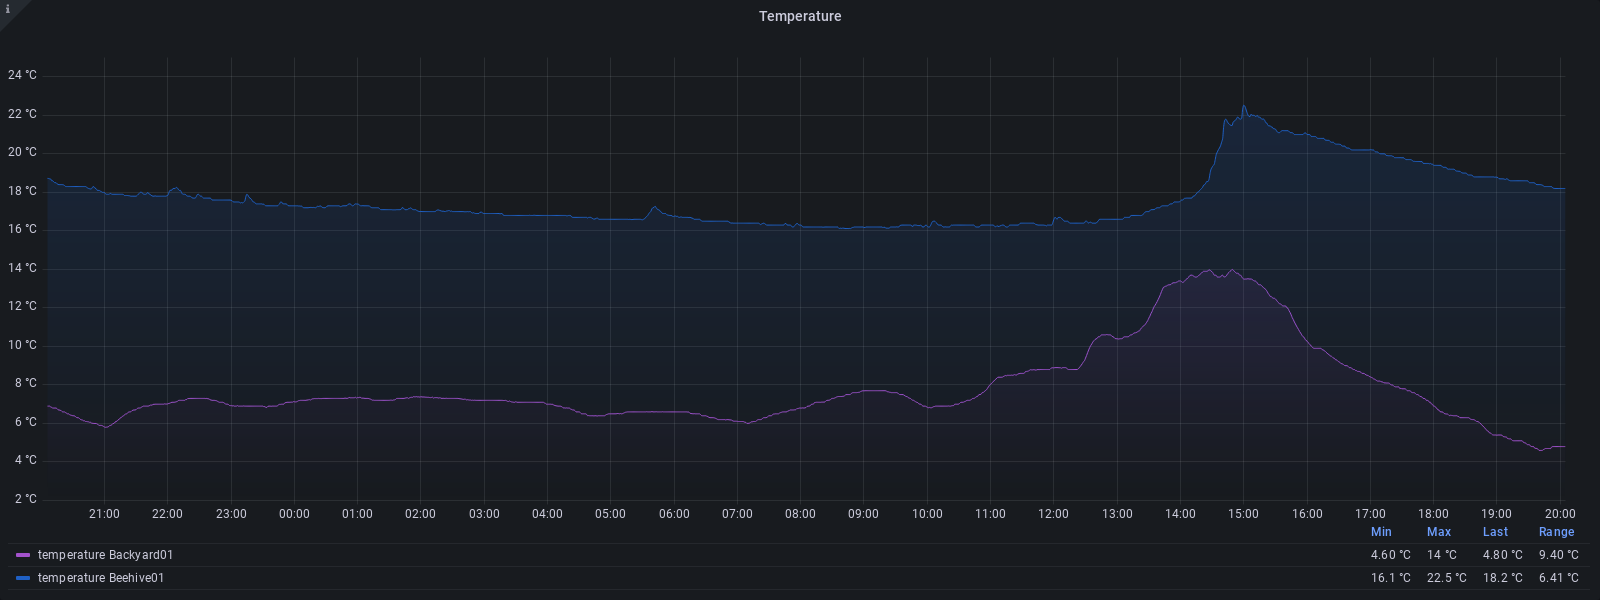 i
Temperature
24 °C
22 °C
20 °C
18 °C
16 °C
14 °C
12 °C
10 °C
8 °C
6 °C
4 °C
2 °C
21:00 22:00 23:00 00:00 01:00 02:00 03:00 04:00 05:00 06:00 07:00 08:00 09:00 10:00 11:00 12:00 13:00 14:00 15:00 16:00 17:00 18:00 19:00 20:00
Min Max Last Range
temperature Backyard01 4.60 °C 14 °C 4.80 °C 9.40 °C
temperature Beehive01 16.1 °C 22.5 °C 18.2 °C 6.41 °C